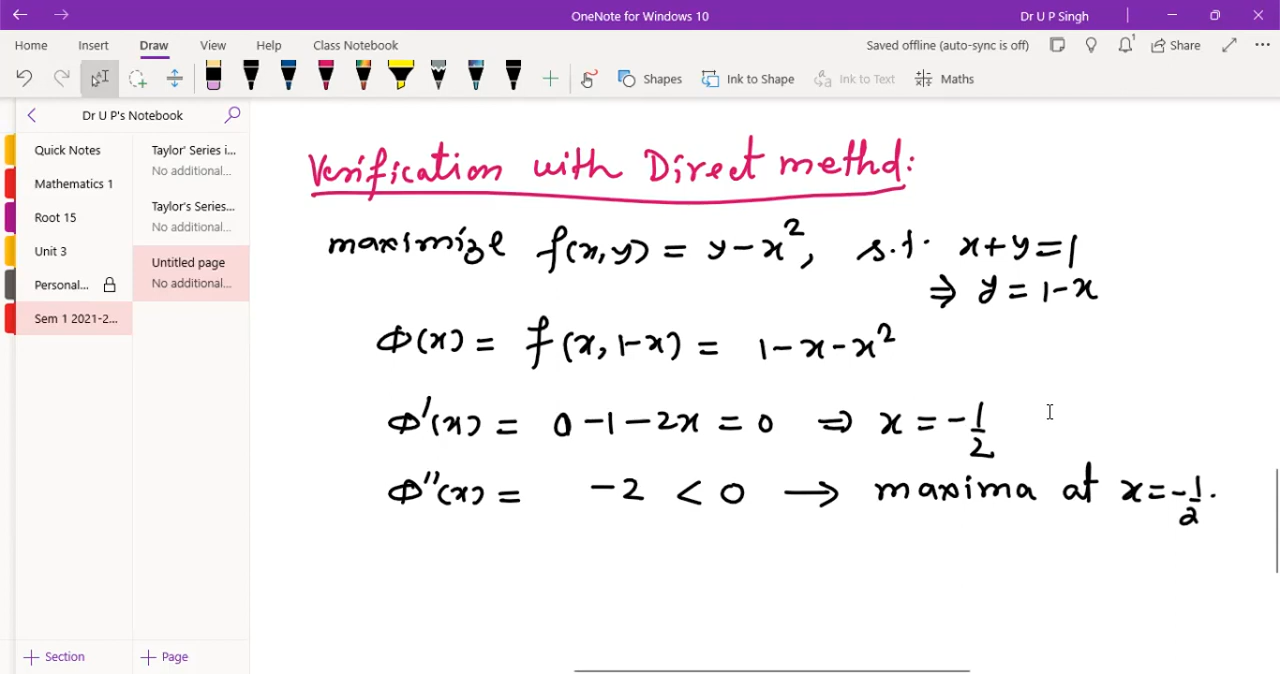 OneNote for Windows 10
Dr U P Singh
Home Insert Draw View Help Class Notebook
Saved offline (auto-sync is off)
Share
Shapes
Ink to Shape
Ink to Text
Maths
Dr U P's Notebook
Quick Notes
Mathematics 1
Root 15
Unit 3
Personal...
Sem 1 2021-2...
Taylor' Series i...
No additional...
Taylor's Series...
No additional...
Untitled page
No additional...
Section
Page
Verification with Direct methd:
maximize f(x,y) = y-x², s.t. x+y=1
⇒ y = 1-x
Φ(x) = f(x, 1-x) = 1-x-x²
Φ'(x) = 0-1-2x = 0 ⇒ x = -1/2
Φ''(x) = -2 < 0 → maxima at x=-1/2.